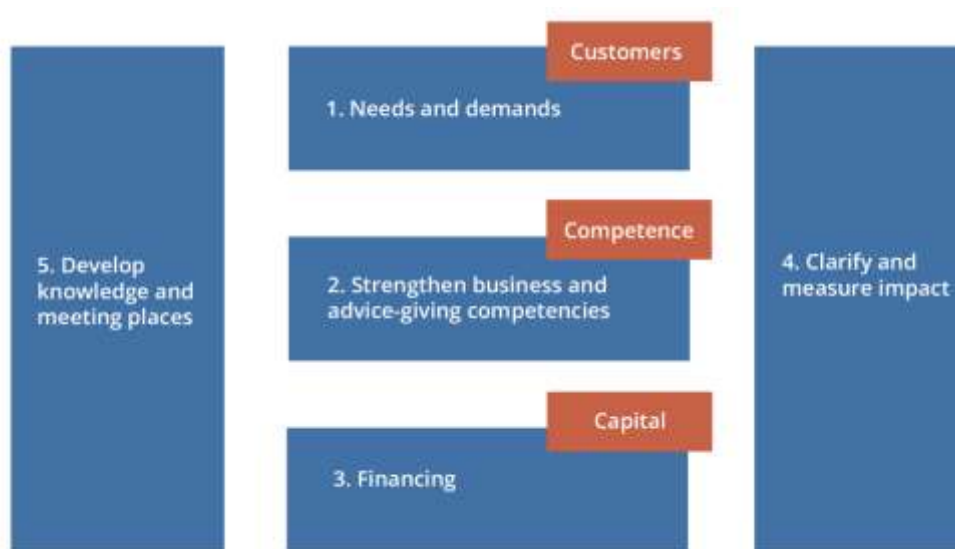 Customers
1. Needs and demands
Competence
2. Strengthen business and
advice-giving competencies
Capital
3. Financing
4. Clarify and
measure impact
5. Develop
knowledge and
meeting places